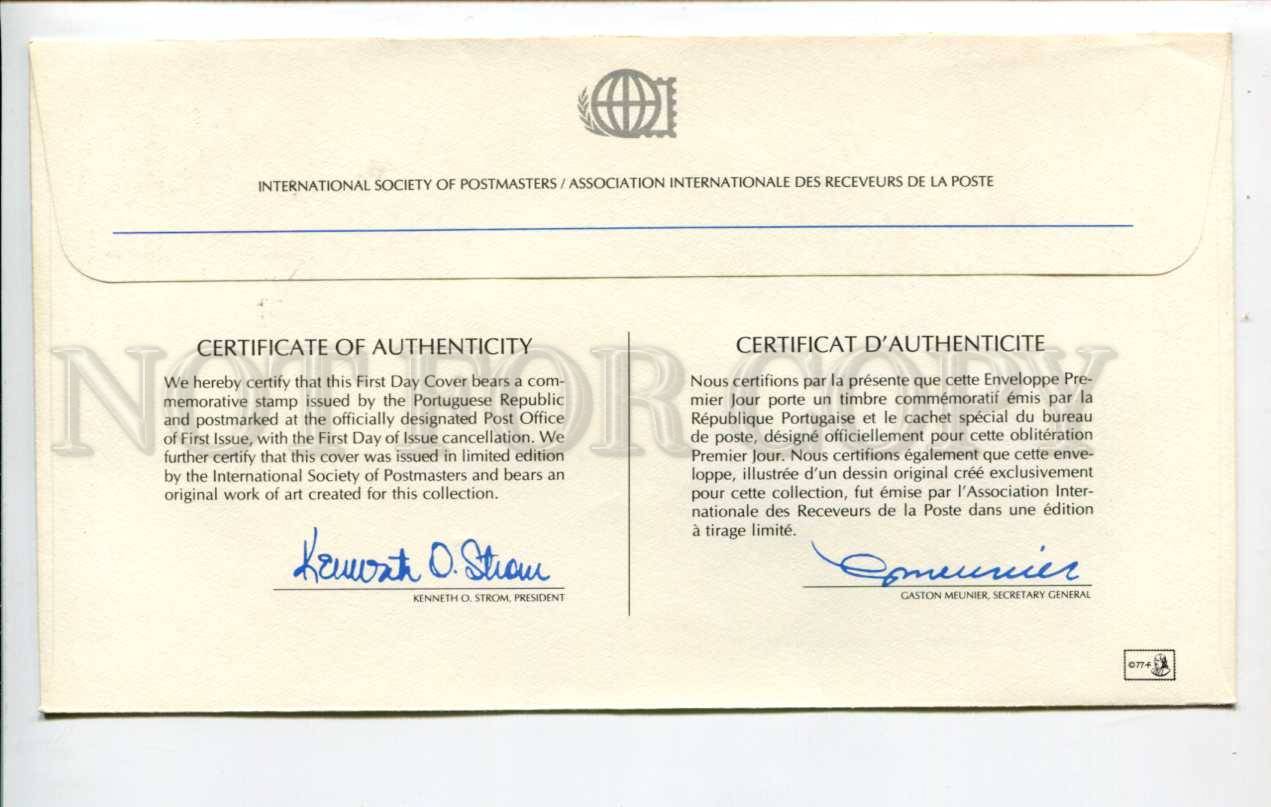 INTERNATIONAL SOCIETY OF POSTMASTERS / ASSOCIATION INTERNATIONALE DES RECEVEURS DE LA POSTE
CERTIFICATE OF AUTHENTICITY
We hereby certify that this First Day Cover bears a com-
memorative stamp issued by the Portuguese Republic
and postmarked at the officially designated Post Office
of First Issue, with the First Day of Issue cancellation. We
further certify that this cover was issued in limited edition
by the International Society of Postmasters and bears an
original work of art created for this collection.
Kenneth O. Strom
KENNETH O. STROM, PRESIDENT
CERTIFICAT D'AUTHENTICITE
Nous certifions par la présente que cette Enveloppe Pre-
mier Jour porte un timbre commémoratif émis par la
République Portugaise et le cachet spécial du bureau
de poste, désigné officiellement pour cette oblitération
Premier Jour. Nous certifions également que cette enve-
loppe, illustrée d'un dessin original créé exclusivement
pour cette collection, fut émise par l'Association Inter-
nationale des Receveurs de la Poste dans une édition
à tirage limité.
Gmeunier
GASTON MEUNIER, SECRETARY GENERAL
©77-F
NOT FOR COPY